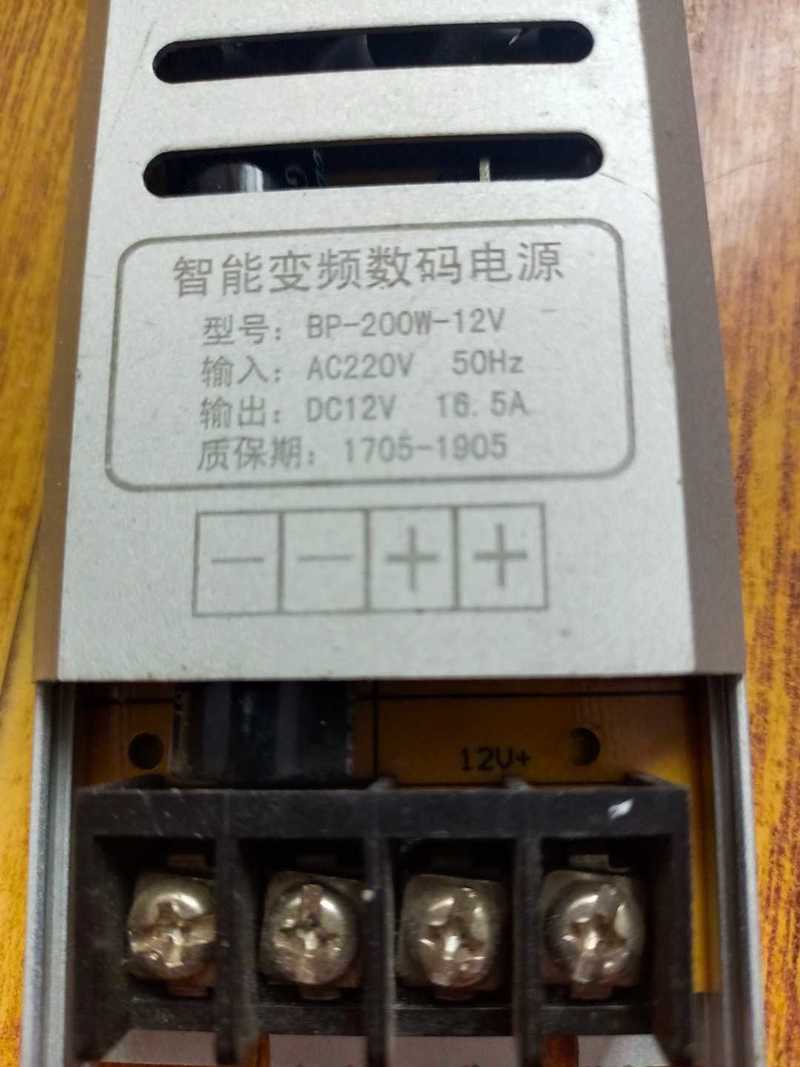 智能变频数码电源
型号：BP-200W-12V
输入：AC220V 50Hz
输出：DC12V 16.5A
质保期：1705-1905
－ － ＋ ＋
12V+